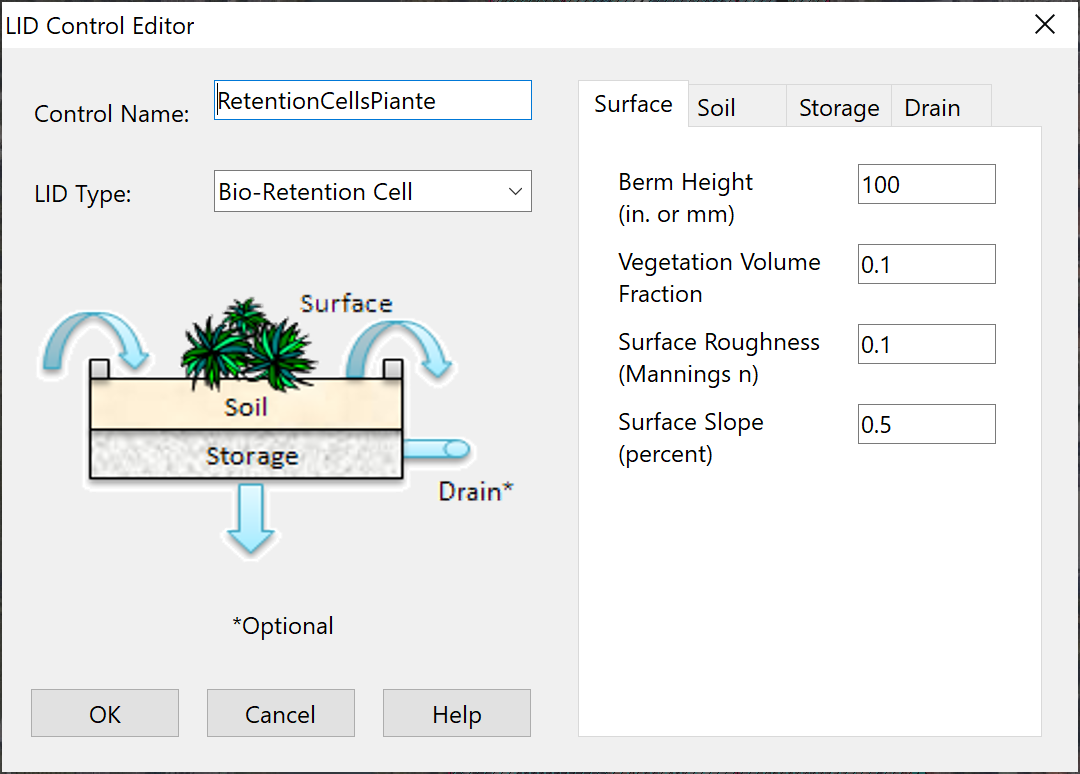 LID Control Editor
Control Name: RetentionCellsPiante
LID Type: Bio-Retention Cell
Surface
Soil
Storage
Drain*
*Optional
OK Cancel Help
Surface Soil Storage Drain
Berm Height
(in. or mm)
100
Vegetation Volume
Fraction
0.1
Surface Roughness
(Mannings n)
0.1
Surface Slope
(percent)
0.5